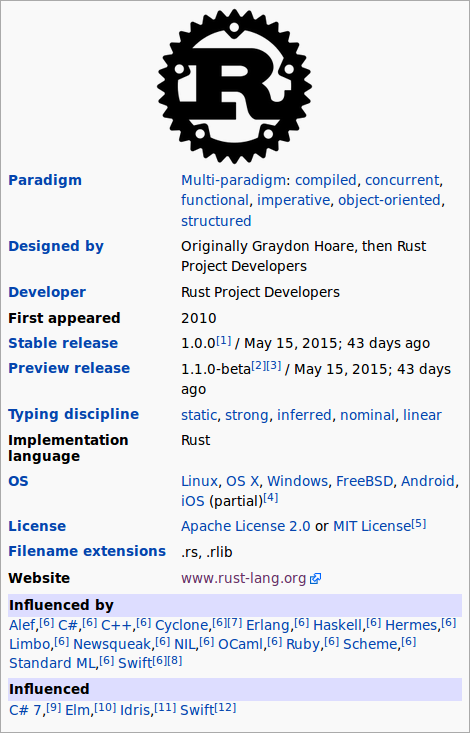 R
Paradigm Multi-paradigm: compiled, concurrent,
functional, imperative, object-oriented,
structured
Designed by Originally Graydon Hoare, then Rust
Project Developers
Developer Rust Project Developers
First appeared 2010
Stable release 1.0.0[1] / May 15, 2015; 43 days ago
Preview release 1.1.0-beta[2][3] / May 15, 2015; 43 days
ago
Typing discipline static, strong, inferred, nominal, linear
Implementation Rust
language
OS Linux, OS X, Windows, FreeBSD, Android,
iOS (partial)[4]
License Apache License 2.0 or MIT License[5]
Filename extensions .rs, .rlib
Website www.rust-lang.org
Influenced by
Alef,[6] C#,[6] C++,[6] Cyclone,[6][7] Erlang,[6] Haskell,[6] Hermes,[6]
Limbo,[6] Newsqueak,[6] NIL,[6] OCaml,[6] Ruby,[6] Scheme,[6]
Standard ML,[6] Swift[6][8]
Influenced
C# 7,[9] Elm,[10] Idris,[11] Swift[12]